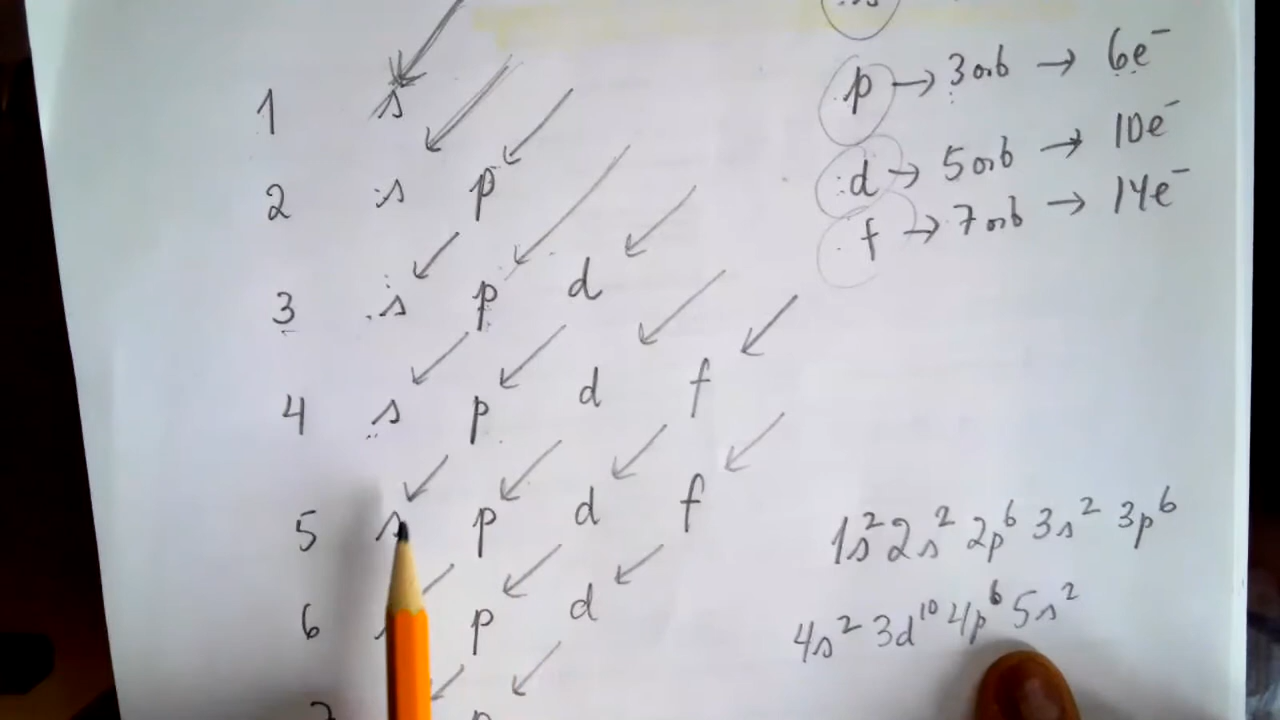 p → 3 orb → 6e⁻
d → 5 orb → 10e⁻
f → 7 orb → 14e⁻
1 s
2 s p
3 s p d
4 s p d f
5 s p d f
6 p d
1s² 2s² 2p⁶ 3s² 3p⁶
4s² 3d¹⁰ 4p⁶ 5s²